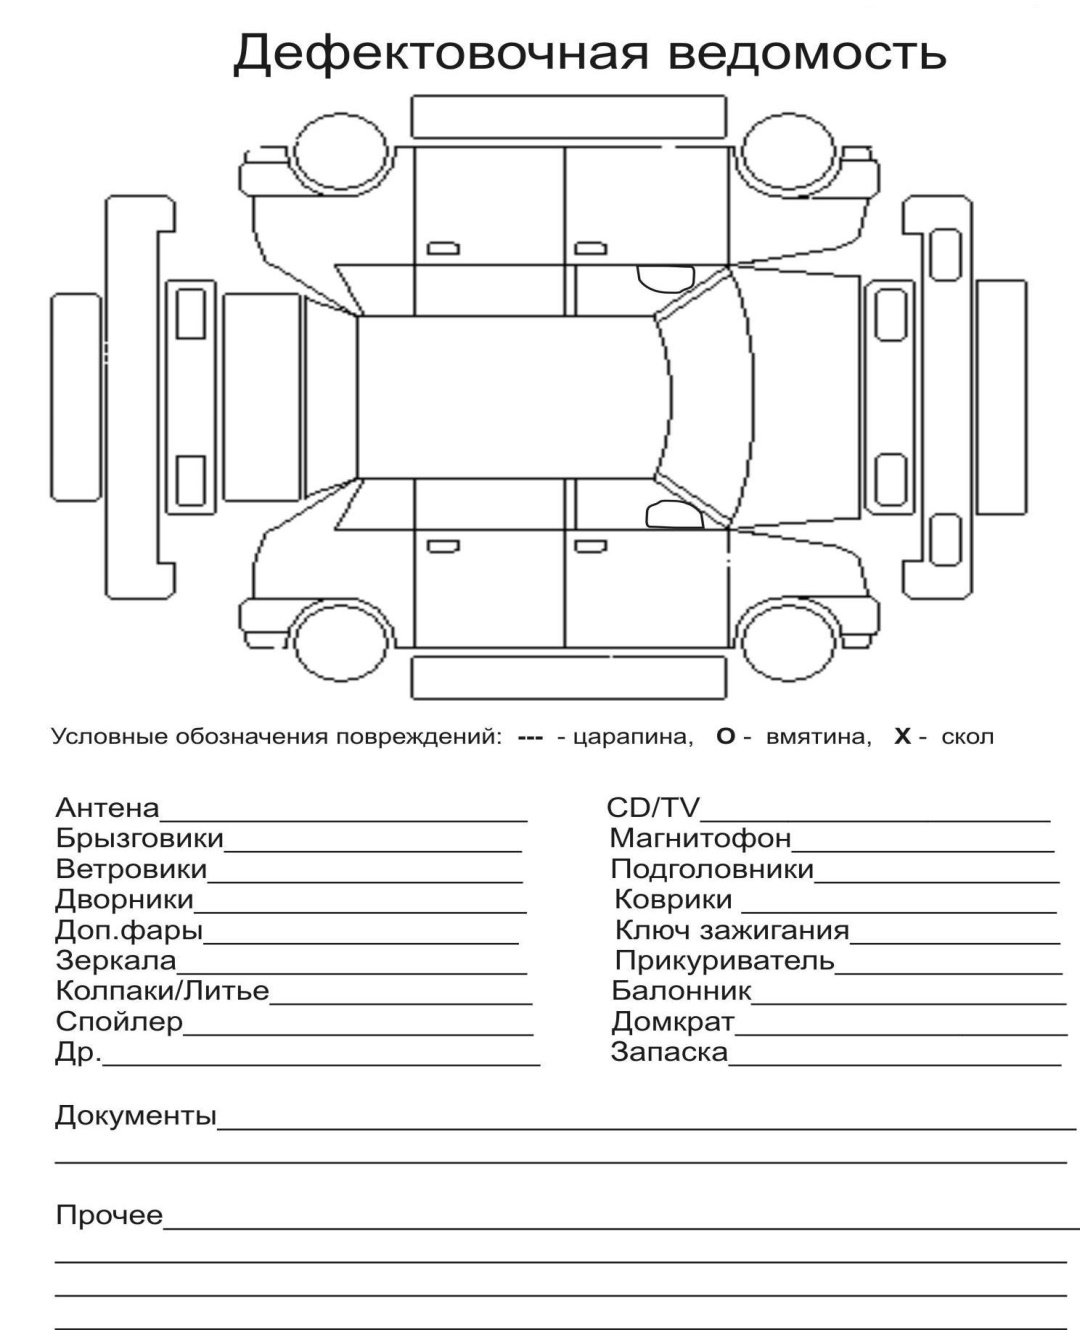 Дефектовочная ведомость
Условные обозначения повреждений: --- - царапина, О - вмятина, Х - скол
Антена
CD/TV
Брызговики
Магнитофон
Ветровики
Подголовники
Дворники
Коврики
Доп.фары
Ключ зажигания
Зеркала
Прикуриватель
Колпаки/Литье
Балонник
Спойлер
Домкрат
Др.
Запаска
Документы
Прочее